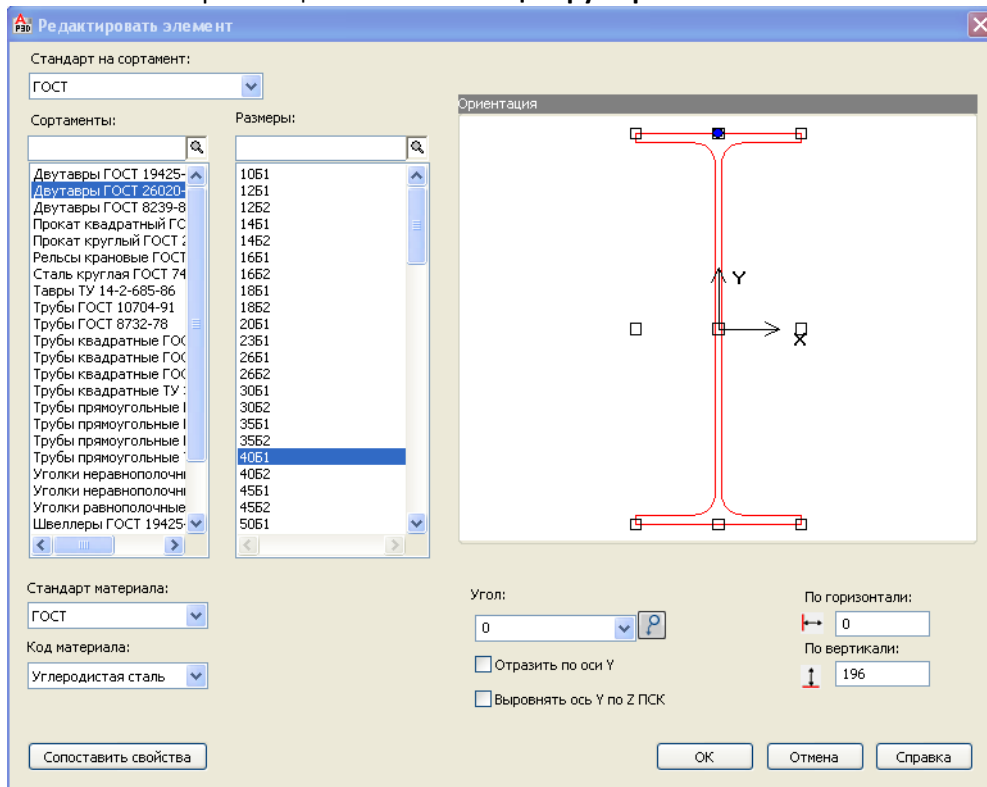 Редактировать элемент
Стандарт на сортамент:
ГОСТ
Сортаменты:
Размеры:
Ориентация
Двутавры ГОСТ 19425-
Двутавры ГОСТ 26020-
Двутавры ГОСТ 8239-8
Прокат квадратный ГС
Прокат круглый ГОСТ 2
Рельсы крановые ГОСТ
Сталь круглая ГОСТ 74
Тавры ТУ 14-2-685-86
Трубы ГОСТ 10704-91
Трубы ГОСТ 8732-78
Трубы квадратные ГОС
Трубы квадратные ГОС
Трубы квадратные ГОС
Трубы квадратные ТУ
Трубы прямоугольные
Трубы прямоугольные
Трубы прямоугольные
Трубы прямоугольные
Уголки неравнополочн
Уголки неравнополочн
Уголки равнополочные
Швеллеры ГОСТ 19425-
10Б1
12Б1
12Б2
14Б1
14Б2
16Б1
16Б2
18Б1
18Б2
20Б1
23Б1
26Б1
26Б2
30Б1
30Б2
35Б1
35Б2
40Б1
40Б2
45Б1
45Б2
50Б1
Y
X
Стандарт материала:
ГОСТ
Код материала:
Углеродистая сталь
Угол:
0
Отразить по оси Y
Выровнять ось Y по Z ПСК
По горизонтали:
0
По вертикали:
196
Сопоставить свойства
ОК
Отмена
Справка